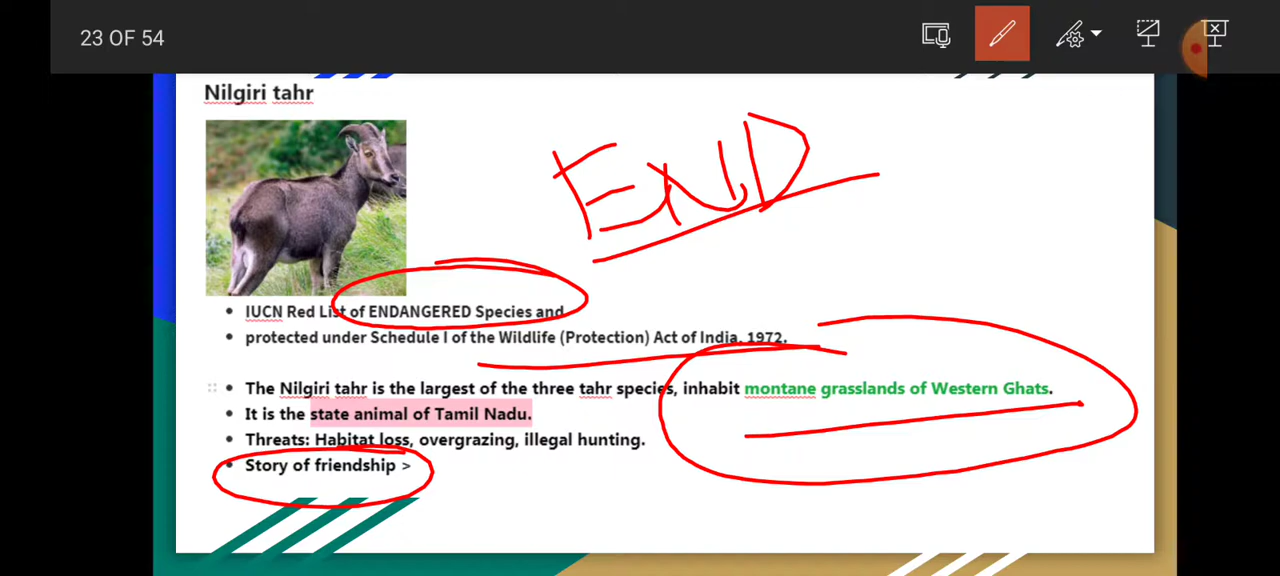 23 OF 54
Nilgiri tahr
END
IUCN Red List of ENDANGERED Species and
protected under Schedule I of the Wildlife (Protection) Act of India, 1972.
The Nilgiri tahr is the largest of the three tahr species, inhabit montane grasslands of Western Ghats.
It is the state animal of Tamil Nadu.
Threats: Habitat loss, overgrazing, illegal hunting.
Story of friendship >